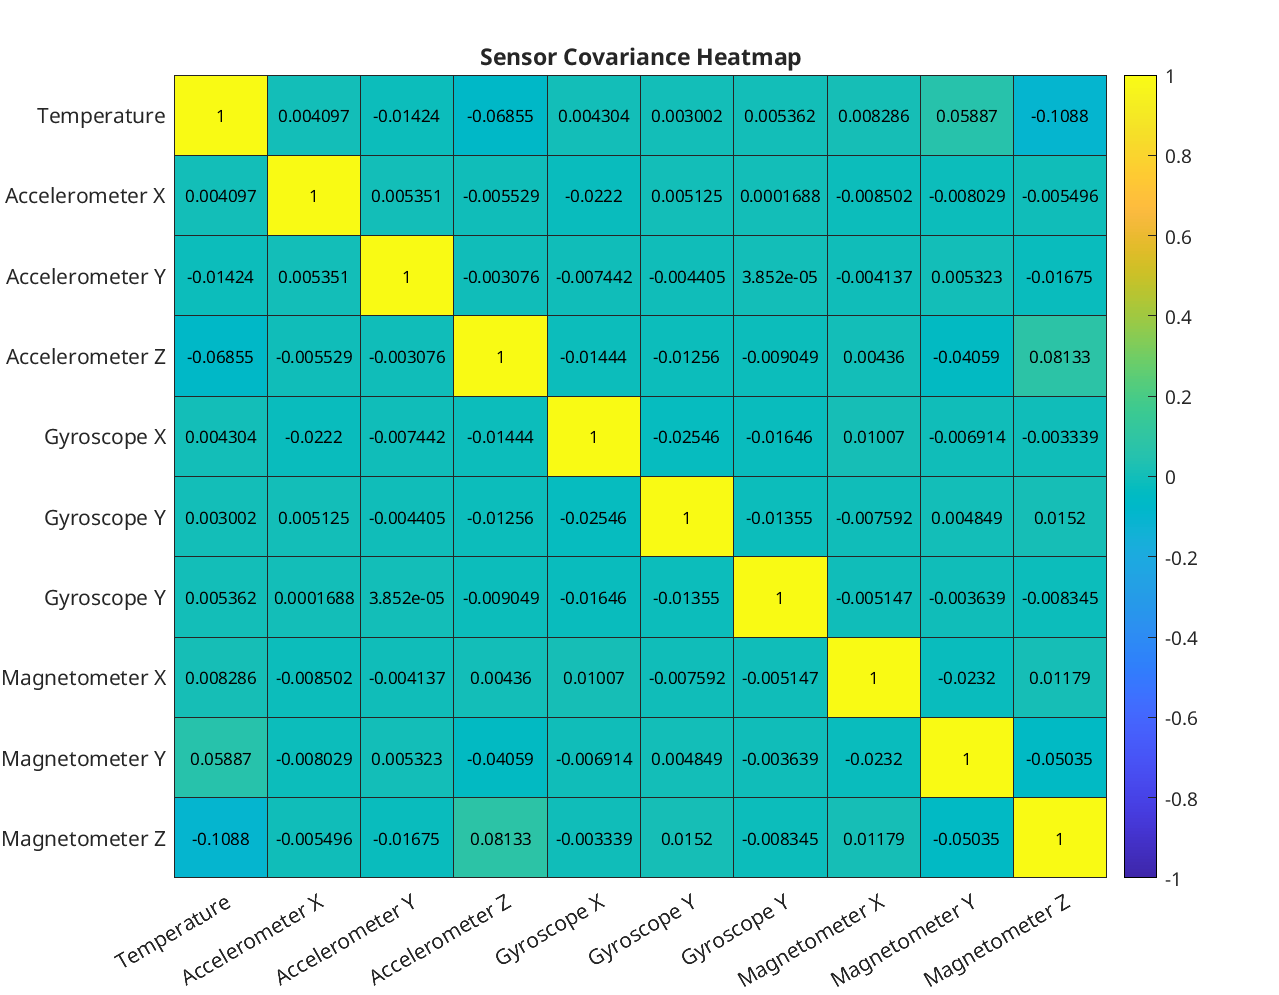 Sensor Covariance Heatmap
Temperature 1 0.004097 -0.01424 -0.06855 0.004304 0.003002 0.005362 0.008286 0.05887 -0.1088
Accelerometer X 0.004097 1 0.005351 -0.005529 -0.0222 0.005125 0.0001688 -0.008502 -0.008029 -0.005496
Accelerometer Y -0.01424 0.005351 1 -0.003076 -0.007442 -0.004405 3.852e-05 -0.004137 0.005323 -0.01675
Accelerometer Z -0.06855 -0.005529 -0.003076 1 -0.01444 -0.01256 -0.009049 0.00436 -0.04059 0.08133
Gyroscope X 0.004304 -0.0222 -0.007442 -0.01444 1 -0.02546 -0.01646 0.01007 -0.006914 -0.003339
Gyroscope Y 0.003002 0.005125 -0.004405 -0.01256 -0.02546 1 -0.01355 -0.007592 0.004849 0.0152
Gyroscope Y 0.005362 0.0001688 3.852e-05 -0.009049 -0.01646 -0.01355 1 -0.005147 -0.003639 -0.008345
Magnetometer X 0.008286 -0.008502 -0.004137 0.00436 0.01007 -0.007592 -0.005147 1 -0.0232 0.01179
Magnetometer Y 0.05887 -0.008029 0.005323 -0.04059 -0.006914 0.004849 -0.003639 -0.0232 1 -0.05035
Magnetometer Z -0.1088 -0.005496 -0.01675 0.08133 -0.003339 0.0152 -0.008345 0.01179 -0.05035 1
Temperature
Accelerometer X
Accelerometer Y
Accelerometer Z
Gyroscope X
Gyroscope Y
Gyroscope Y
Magnetometer X
Magnetometer Y
Magnetometer Z
1
0.8
0.6
0.4
0.2
0
-0.2
-0.4
-0.6
-0.8
-1